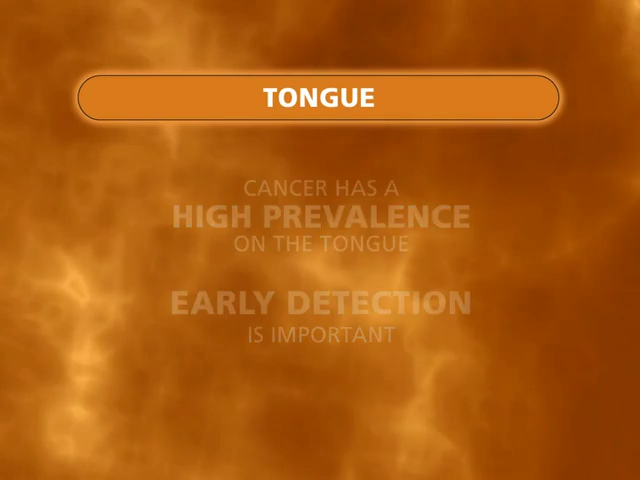 TONGUE
CANCER HAS A
HIGH PREVALENCE
ON THE TONGUE
EARLY DETECTION
IS IMPORTANT